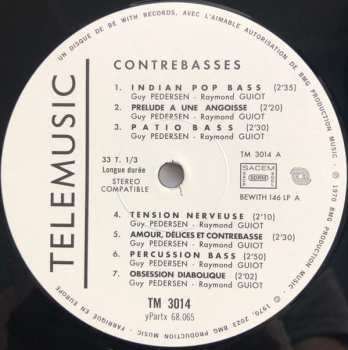 UN DISQUE DE BE WITH RECORDS, AVEC L'AIMABLE AUTORISATION DE BMG PRODUCTION MUSIC - ℗ 1970 BMG PRODUCTION MUSIC
TELEMUSIC
CONTREBASSES
1. INDIAN POP BASS (2'35)
Guy PEDERSEN - Raymond GUIOT
2. PRELUDE A UNE ANGOISSE (2'20)
Guy PEDERSEN - Raymond GUIOT
3. PATIO BASS (2'30)
Guy PEDERSEN - Raymond GUIOT
33 T. 1/3
Longue durée
STEREO
COMPATIBLE
TM 3014 A
SACEM
SDRM
BEWITH 146 LP A
4. TENSION NERVEUSE (2'10)
Guy PEDERSEN - Raymond GUIOT
5. AMOUR, DÉLICES ET CONTREBASSE (2'30)
Guy PEDERSEN - Raymond GUIOT
6. PERCUSSION BASS (2'50)
Guy PEDERSEN - Raymond GUIOT
7. OBSESSION DIABOLIQUE (2'02)
Guy PEDERSEN - Raymond GUIOT
TM 3014
yPartx 68.065
© 1970, 2023 BMG PRODUCTION MUSIC - FABRIQUE EN EUROPE